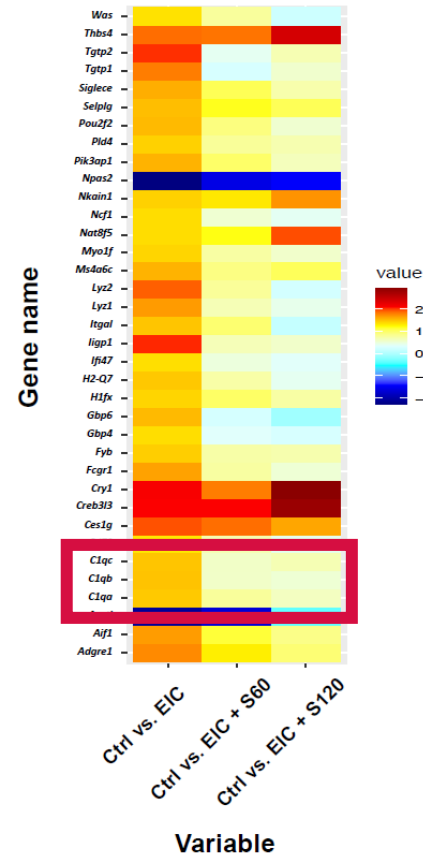 Gene name
Was
Thbs4
Tgtp2
Tgtp1
Siglece
Selplg
Pou2f2
Pld4
Pik3ap1
Npas2
Nkain1
Ncf1
Nat8f5
Myo1f
Ms4a6c
Lyz2
Lyz1
Itgal
Iigp1
Ifi47
H2-Q7
H1fx
Gbp6
Gbp4
Fyb
Fcgr1
Cry1
Creb3l3
Ces1g
C1qc
C1qb
C1qa
Aif1
Adgre1
value
2
1
0
–
–
Ctrl vs. EIC
Ctrl vs. EIC + S60
Ctrl vs. EIC + S120
Variable